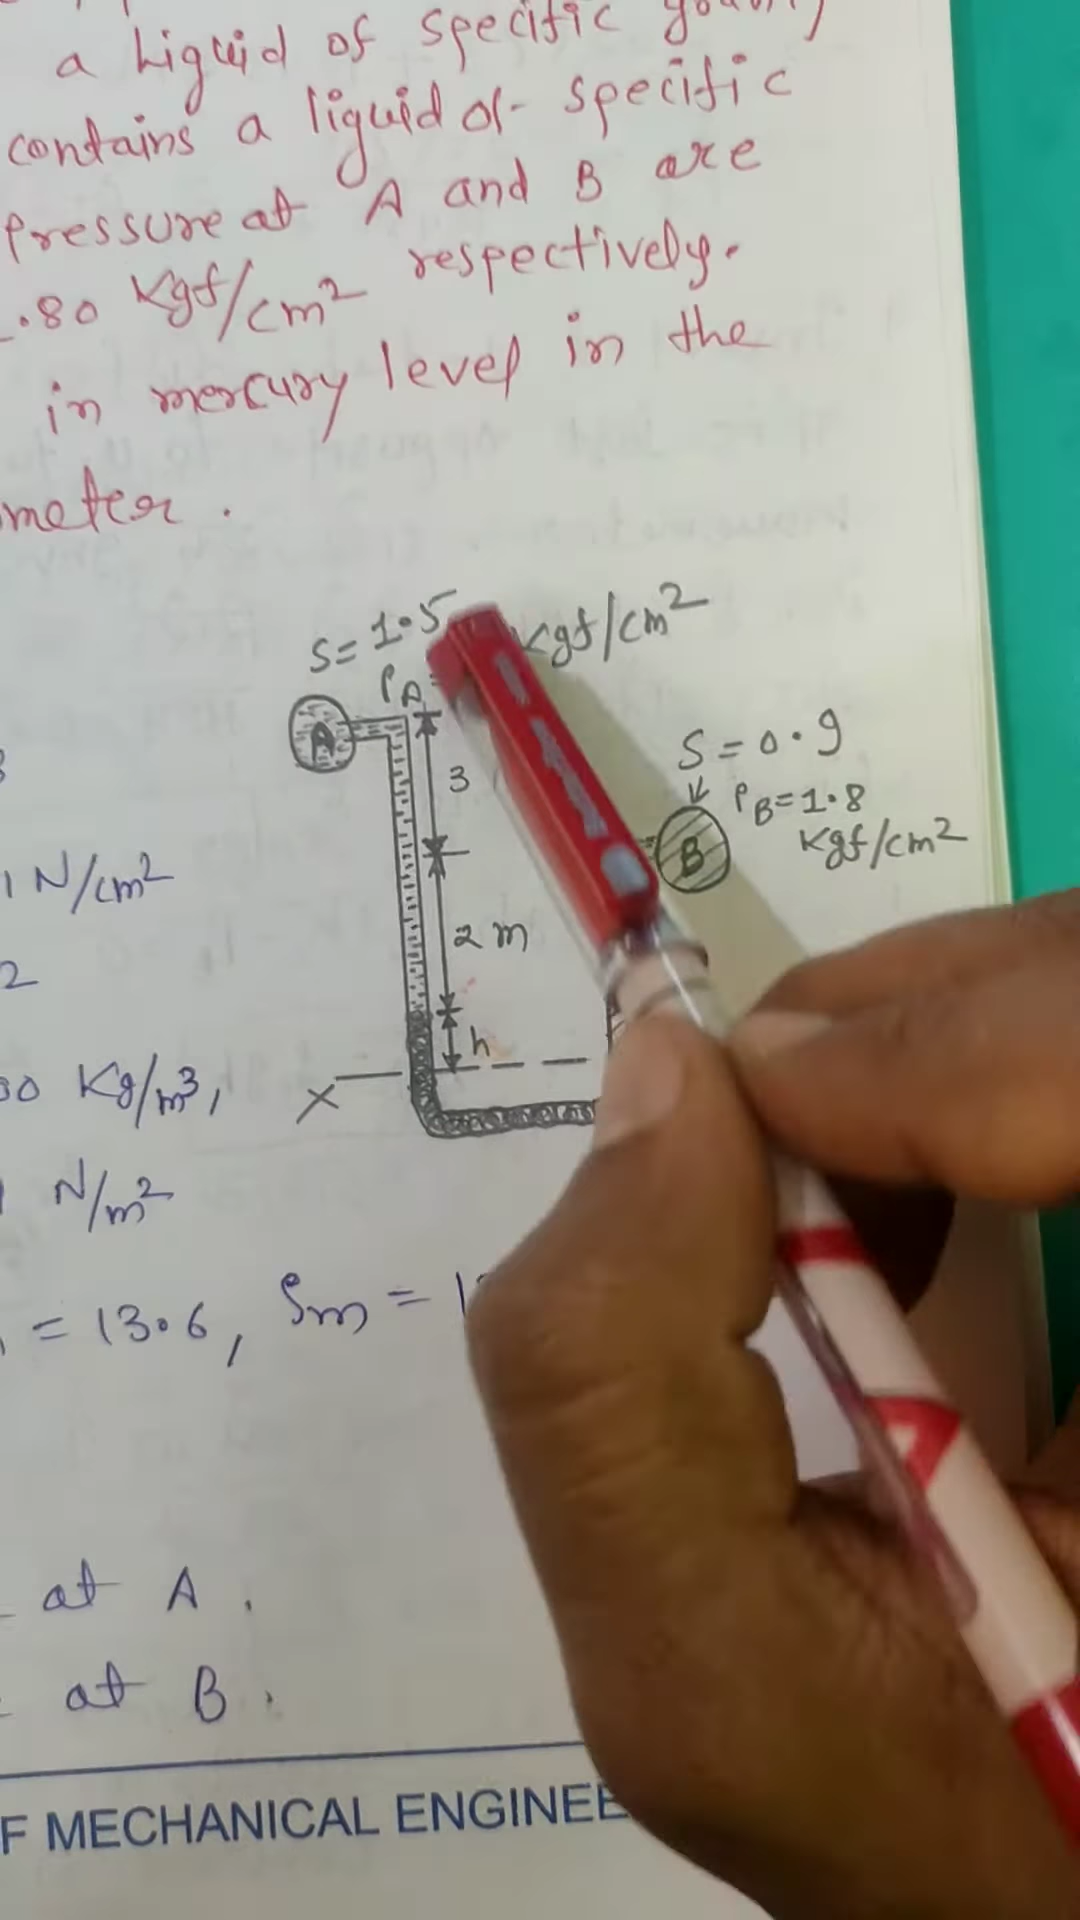 a Liquid of specific
contains a liquid of specific
Pressure at A and B are
.80 Kgf/cm² respectively.
in mercury level in the
meter.
S = 1.5
Kgf/cm²
PA
A
3
S = 0.9
PB = 1.8
Kgf/cm²
B
N/cm²
2 m
2
h
Kg/m³,
X
N/m²
= 13.6, Sm = 1
at A.
at B.
F MECHANICAL ENGINEE